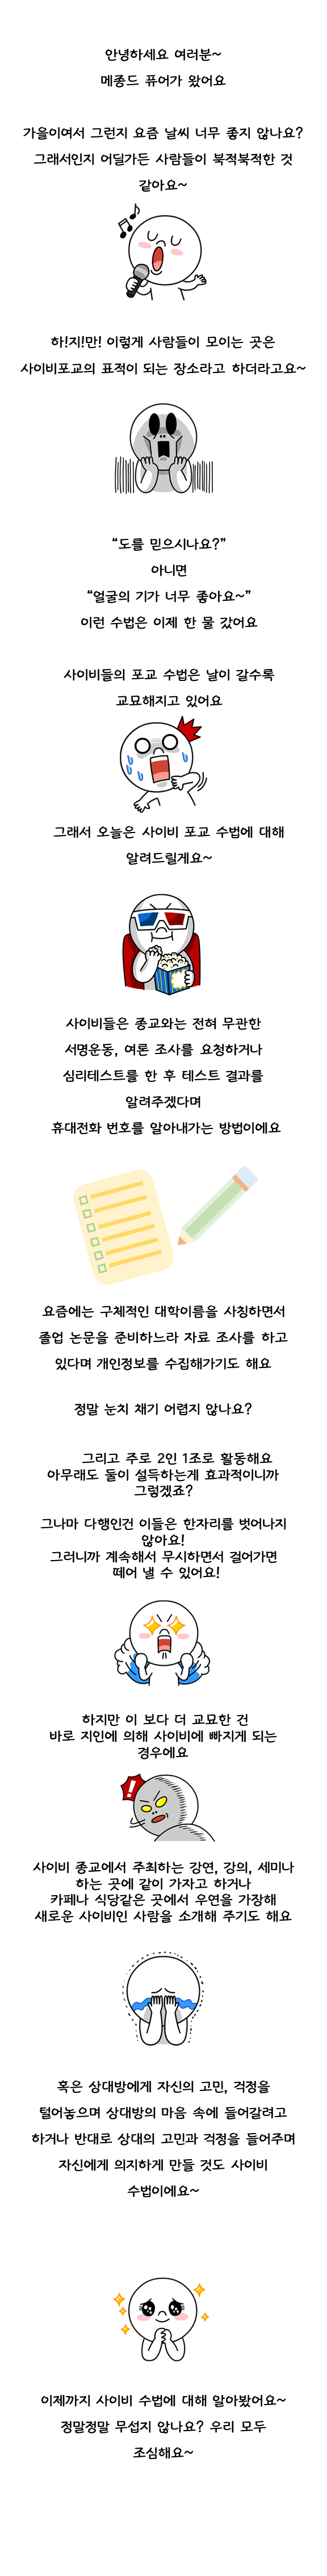 안녕하세요 여러분~
메종드 퓨어가 왔어요
가을이여서 그런지 요즘 날씨 너무 좋지 않나요?
그래서인지 어딜가든 사람들이 북적북적한 것
같아요~
하!지!만! 이렇게 사람들이 모이는 곳은
사이비포교의 표적이 되는 장소라고 하더라고요~
“도를 믿으시나요?”
아니면
“얼굴의 기가 너무 좋아요~”
이런 수법은 이제 한 물 갔어요
사이비들의 포교 수법은 날이 갈수록
교묘해지고 있어요
그래서 오늘은 사이비 포교 수법에 대해
알려드릴게요~
사이비들은 종교와는 전혀 무관한
서명운동, 여론 조사를 요청하거나
심리테스트를 한 후 테스트 결과를
알려주겠다며
휴대전화 번호를 알아내가는 방법이에요
요즘에는 구체적인 대학이름을 사칭하면서
졸업 논문을 준비하느라 자료 조사를 하고
있다며 개인정보를 수집해가기도 해요
정말 눈치 채기 어렵지 않나요?
그리고 주로 2인 1조로 활동해요
아무래도 둘이 설득하는게 효과적이니까
그렇겠죠?
그나마 다행인건 이들은 한자리를 벗어나지
않아요!
그러니까 계속해서 무시하면서 걸어가면
떼어 낼 수 있어요!
하지만 이 보다 더 교묘한 건
바로 지인에 의해 사이비에 빠지게 되는
경우에요
사이비 종교에서 주최하는 강연, 강의, 세미나
하는 곳에 같이 가자고 하거나
카페나 식당같은 곳에서 우연을 가장해
새로운 사이비인 사람을 소개해 주기도 해요
혹은 상대방에게 자신의 고민, 걱정을
털어놓으며 상대방의 마음 속에 들어갈려고
하거나 반대로 상대의 고민과 걱정을 들어주며
자신에게 의지하게 만들 것도 사이비
수법이에요~
이제까지 사이비 수법에 대해 알아봤어요~
정말정말 무섭지 않나요? 우리 모두
조심해요~